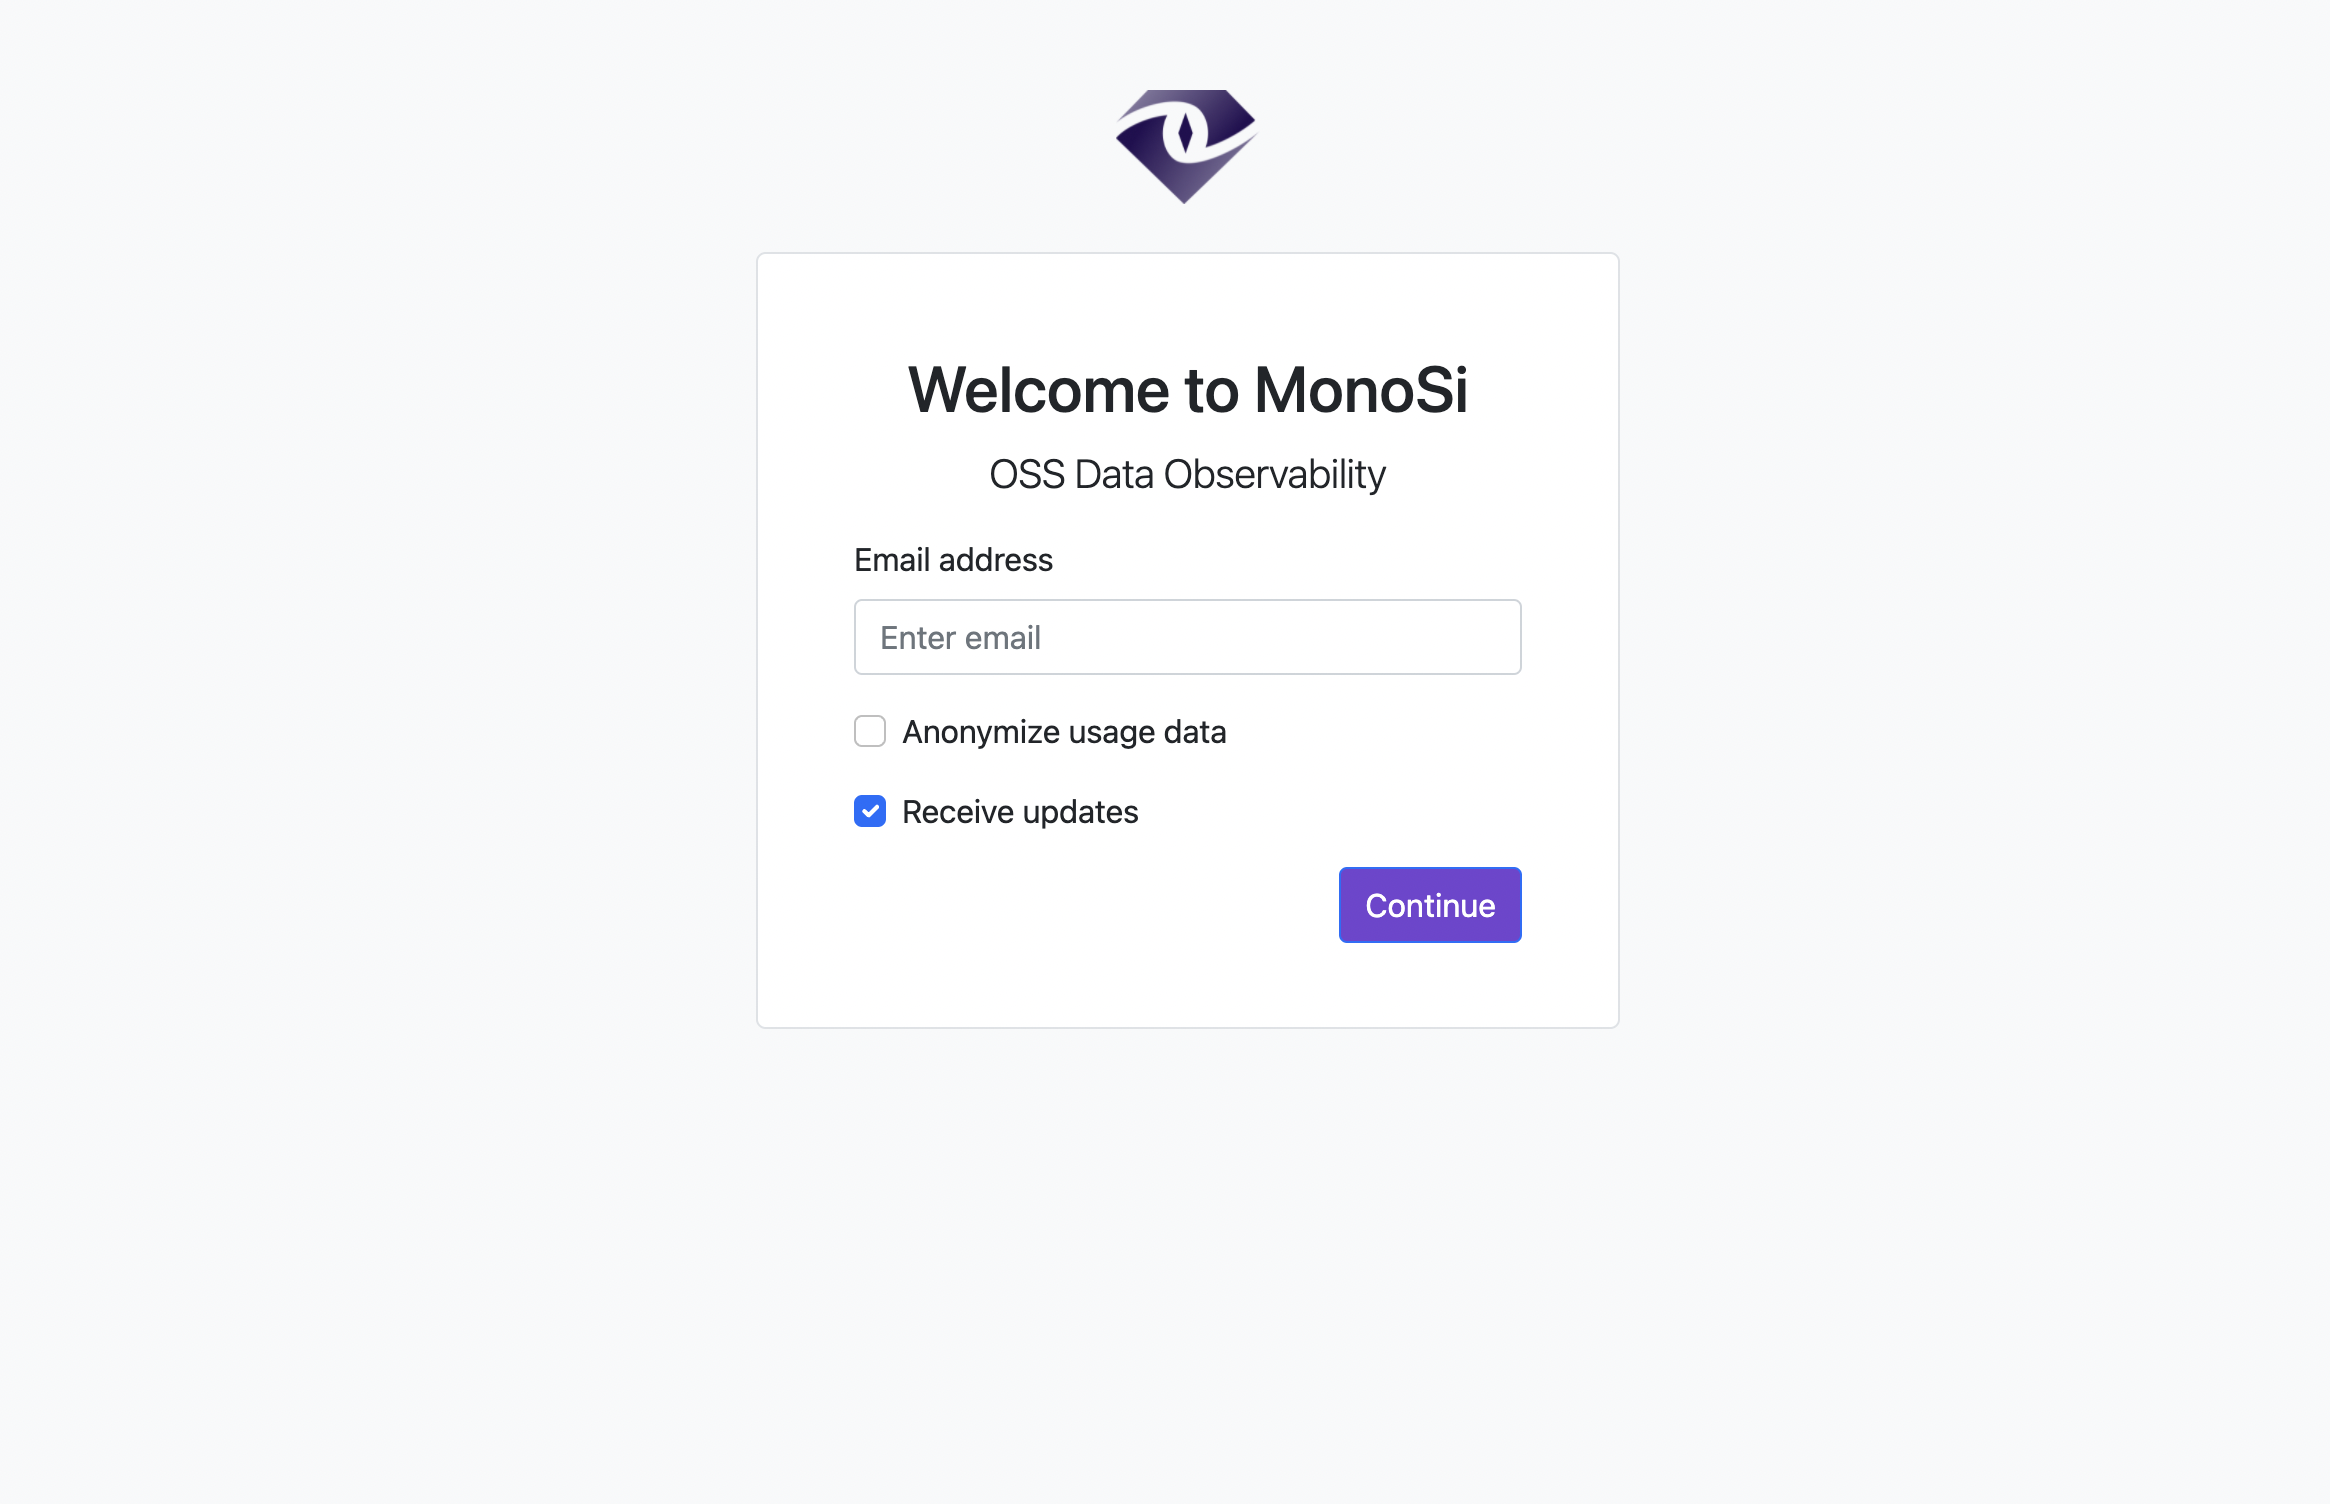 Welcome to MonoSi
OSS Data Observability
Email address
Enter email
Anonymize usage data
Receive updates
Continue